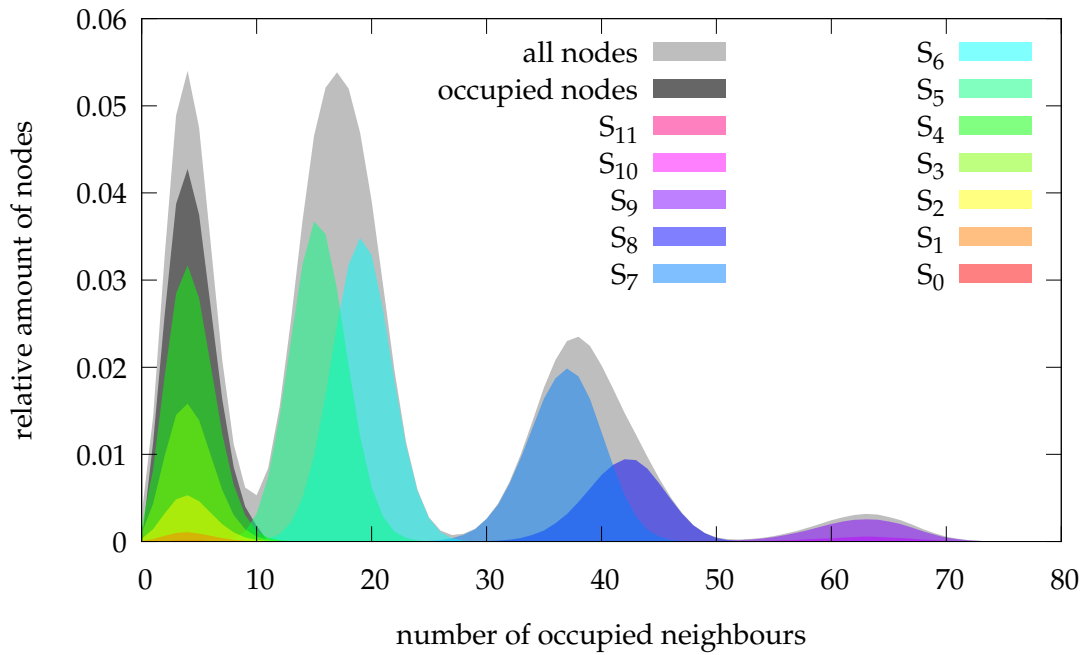 0.06
0.05
0.04
0.03
0.02
0.01
0
relative amount of nodes
all nodes
occupied nodes
S11
S10
S9
S8
S7
S6
S5
S4
S3
S2
S1
S0
0 10 20 30 40 50 60 70 80
number of occupied neighbours